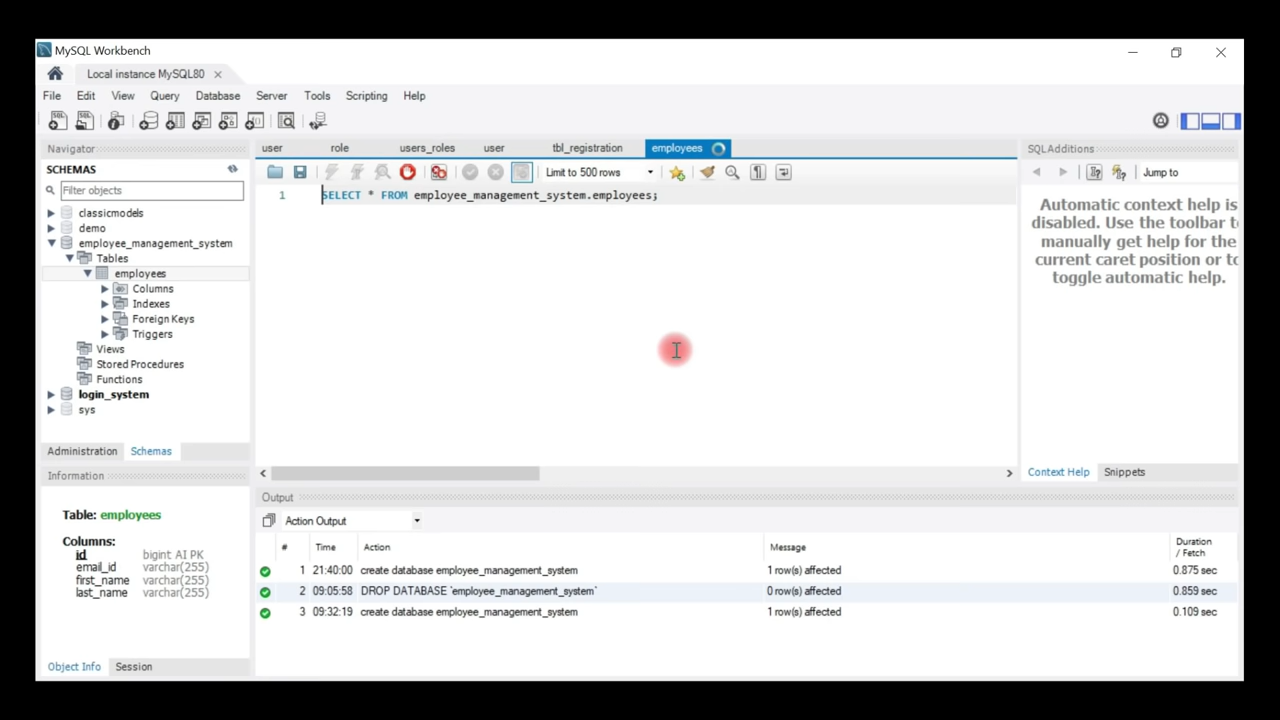 MySQL Workbench
Local instance MySQL80
File Edit View Query Database Server Tools Scripting Help
Navigator
SCHEMAS
Filter objects
classicmodels
demo
employee_management_system
Tables
employees
Columns
Indexes
Foreign Keys
Triggers
Views
Stored Procedures
Functions
login_system
sys
Administration Schemas
Information
Table: employees
Columns:
id bigint AI PK
email_id varchar(255)
first_name varchar(255)
last_name varchar(255)
Object Info Session
user role users_roles user tbl_registration employees
Limit to 500 rows
1 SELECT * FROM employee_management_system.employees;
SQLAdditions
Jump to
Automatic context help is
disabled. Use the toolbar t
manually get help for the
current caret position or to
toggle automatic help.
Context Help Snippets
Output
Action Output
# Time Action Message Duration / Fetch
1 21:40:00 create database employee_management_system 1 row(s) affected 0.875 sec
2 09:05:58 DROP DATABASE `employee_management_system` 0 row(s) affected 0.859 sec
3 09:32:19 create database employee_management_system 1 row(s) affected 0.109 sec